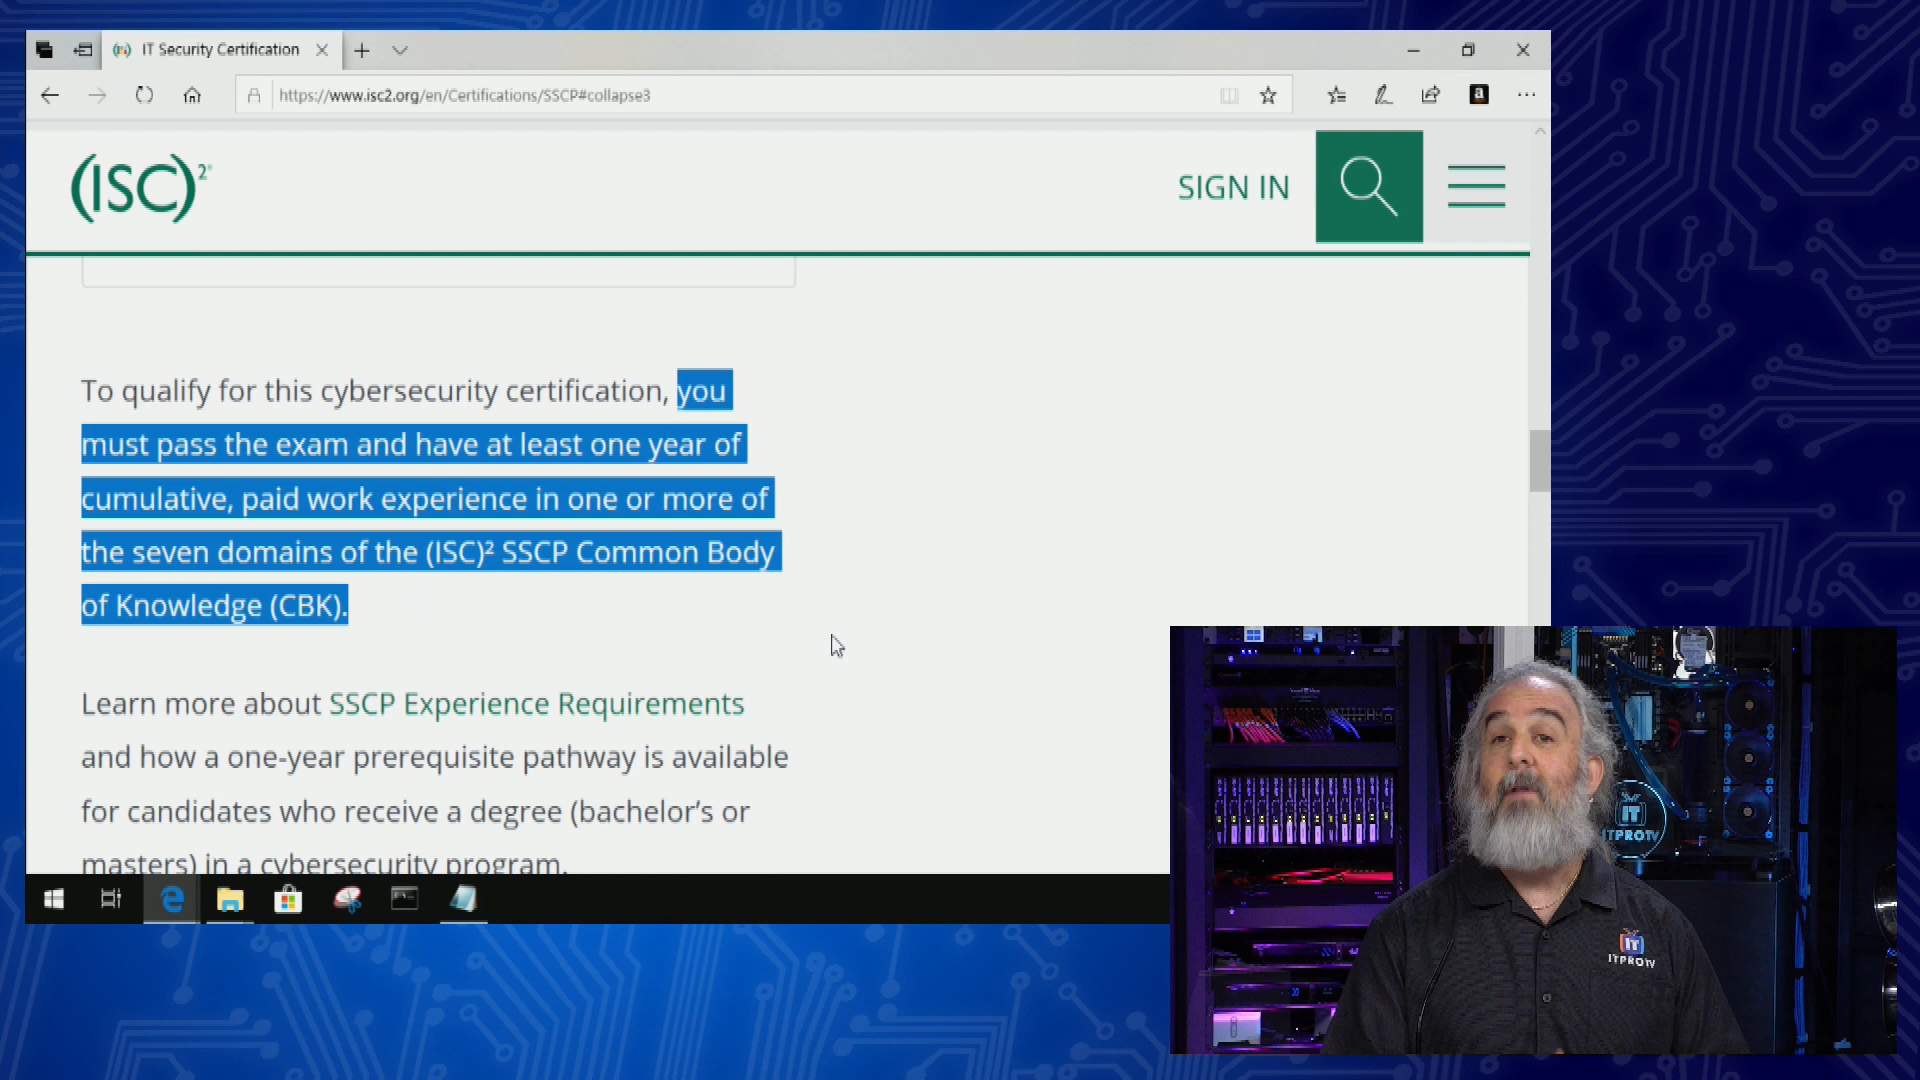 IT Security Certification
https://www.isc2.org/en/Certifications/SSCP#collapse3
a
(ISC)²®
SIGN IN
To qualify for this cybersecurity certification, you
must pass the exam and have at least one year of
cumulative, paid work experience in one or more of
the seven domains of the (ISC)² SSCP Common Body
of Knowledge (CBK).
Learn more about SSCP Experience Requirements
and how a one-year prerequisite pathway is available
for candidates who receive a degree (bachelor's or
masters) in a cybersecurity program.
IT
ITPROTV
IT
ITPROTV